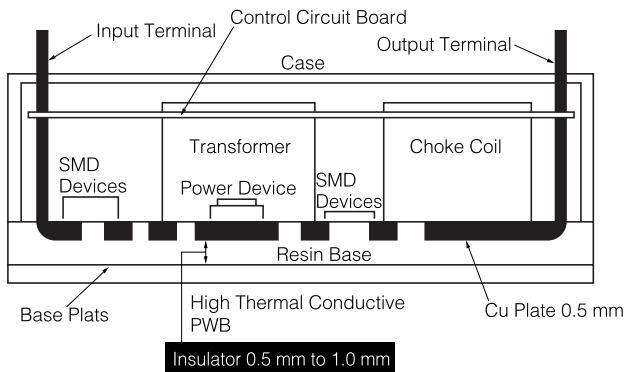 Input Terminal
Control Circuit Board
Output Terminal
Case
Transformer
Choke Coil
SMD
Devices
Power Device
SMD
Devices
Resin Base
Base Plats
High Thermal Conductive
PWB
Cu Plate 0.5 mm
Insulator 0.5 mm to 1.0 mm